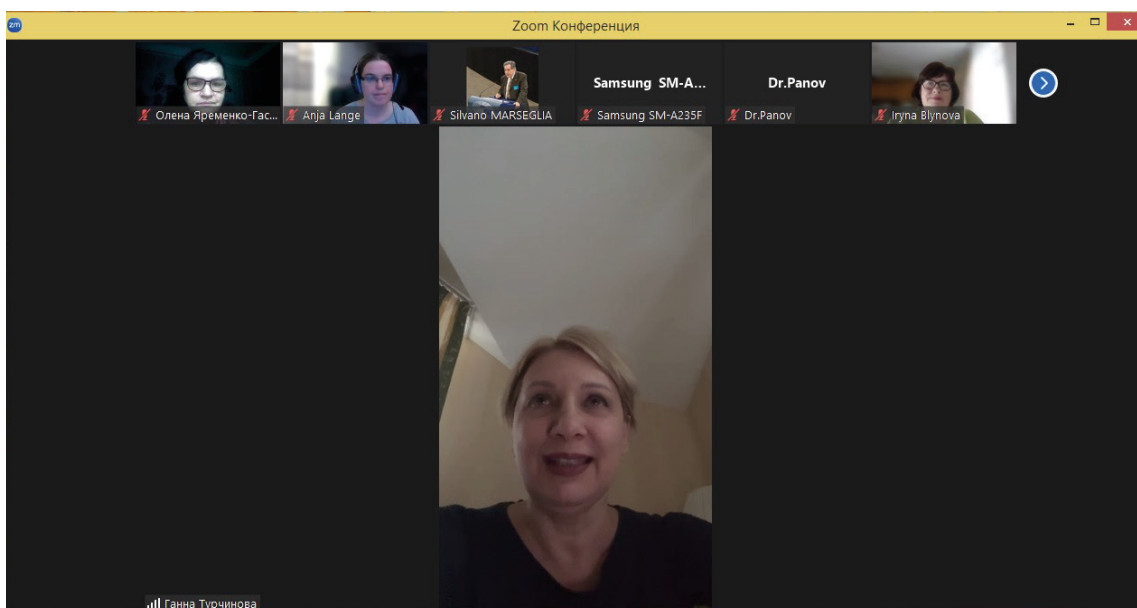 zm
Zoom Конференция
Samsung SM-A...
Dr.Panov
Олена Яременко-Гас...
Anja Lange
Silvano MARSEGLIA
Samsung SM-A235F
Dr.Panov
Iryna Blynova
Ганна Турчинова